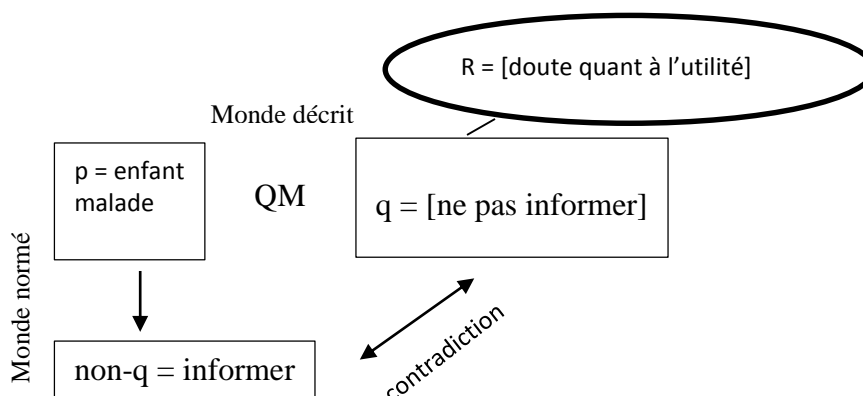 R = [doute quant à l’utilité]
Monde décrit
p = enfant
malade
QM
q = [ne pas informer]
Monde normé
contradiction
non-q = informer